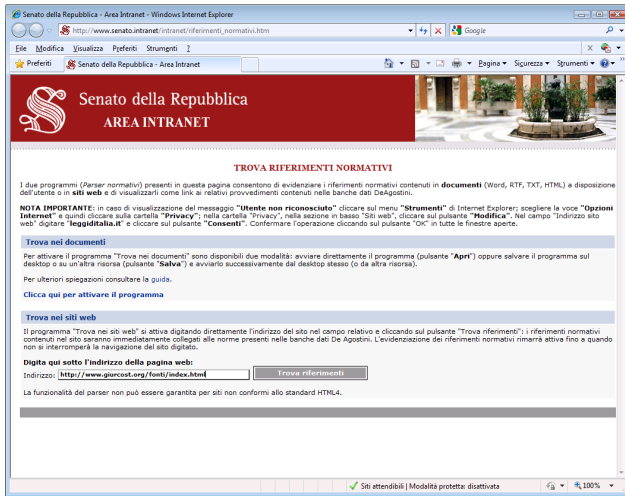 Senato della Repubblica - Area Intranet - Windows Internet Explorer
http://www.senato.intranet/intranet/riferimenti_normativi.htm
Google
File Modifica Visualizza Preferiti Strumenti ?
Preferiti Senato della Repubblica - Area Intranet Pagina Sicurezza Strumenti
Senato della Repubblica
AREA INTRANET
TROVA RIFERIMENTI NORMATIVI
I due programmi (Parser normativi) presenti in questa pagina consentono di evidenziare i riferimenti normativi contenuti in documenti (Word, RTF, TXT, HTML) a disposizione
dell'utente o in siti web e di visualizzarli come link ai relativi provvedimenti contenuti nelle banche dati DeAgostini.
NOTA IMPORTANTE: in caso di visualizzazione del messaggio "Utente non riconosciuto" cliccare sul menu "Strumenti" di Internet Explorer; scegliere la voce "Opzioni
Internet" e quindi cliccare sulla cartella "Privacy"; nella cartella "Privacy", nella sezione in basso "Siti web", cliccare sul pulsante "Modifica". Nel campo "Indirizzo sito
web" digitare "leggiditalia.it" e cliccare sul pulsante "Consenti". Confermare l'operazione cliccando sul pulsante "OK" in tutte le finestre aperte.
Trova nei documenti
Per attivare il programma "Trova nei documenti" sono disponibili due modalità: avviare direttamente il programma (pulsante "Apri") oppure salvare il programma sul
desktop o su un'altra risorsa (pulsante "Salva") e avviarlo successivamente dal desktop stesso (o da altra risorsa).
Per ulteriori spiegazioni consultare la guida.
Clicca qui per attivare il programma
Trova nei siti web
Il programma "Trova nei siti web" si attiva digitando direttamente l'indirizzo del sito nel campo relativo e cliccando sul pulsante "Trova riferimenti": i riferimenti normativi
contenuti nel sito saranno immediatamente collegati alle norme presenti nelle banche dati De Agostini. L'evidenziazione dei riferimenti normativi rimarrà attiva fino a quando
non si interromperà la navigazione del sito digitato.
Digita qui sotto l'indirizzo della pagina web:
Indirizzo: http://www.giurcost.org/fonti/index.html Trova riferimenti
La funzionalità del parser non può essere garantita per siti non conformi allo standard HTML4.
Siti attendibili | Modalità protetta: disattivata 100%